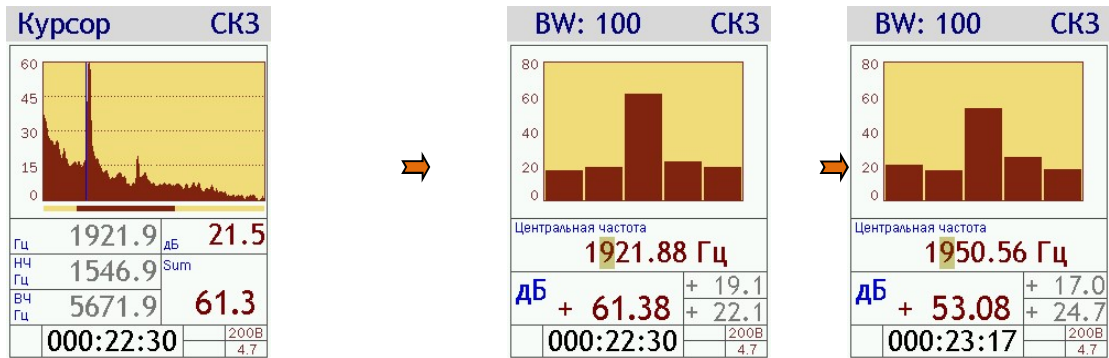 Курсор СКЗ
60
45
30
15
0
Гц 1921.9 дБ 21.5
НЧ Гц 1546.9 Sum
ВЧ Гц 5671.9 61.3
000:22:30 200В 4.7
BW: 100 СКЗ
80
60
40
20
0
Центральная частота
1921.88 Гц
дБ + 61.38 + 19.1
+ 22.1
000:22:30 200В 4.7
BW: 100 СКЗ
80
60
40
20
0
Центральная частота
1950.56 Гц
дБ + 53.08 + 17.0
+ 24.7
000:23:17 200В 4.7